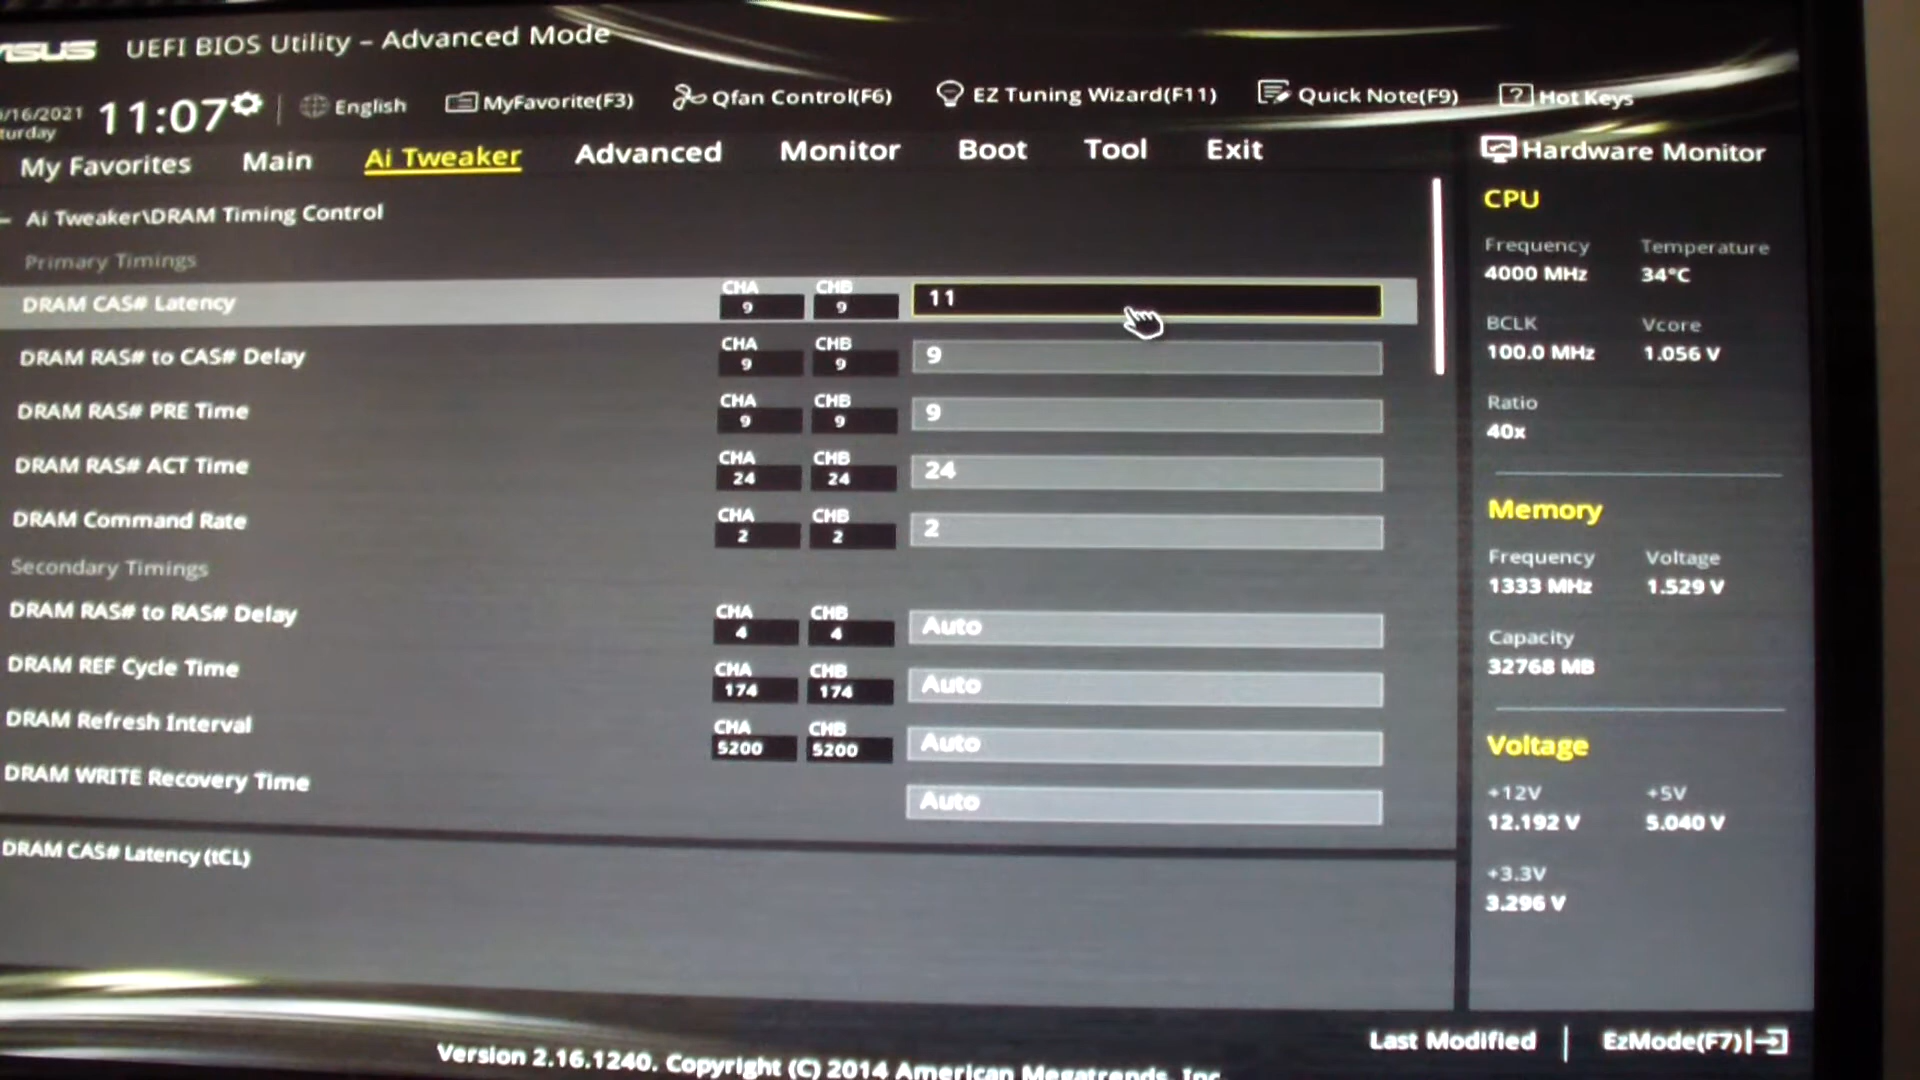 ASUS UEFI BIOS Utility – Advanced Mode
/16/2021 11:07 English MyFavorite(F3) Qfan Control(F6) EZ Tuning Wizard(F11) Quick Note(F9) ? Hot Keys
turday
My Favorites Main Ai Tweaker Advanced Monitor Boot Tool Exit
Ai Tweaker\DRAM Timing Control
Primary Timings
DRAM CAS# Latency CHA 9 CHB 9 11
DRAM RAS# to CAS# Delay CHA 9 CHB 9 9
DRAM RAS# PRE Time CHA 9 CHB 9 9
DRAM RAS# ACT Time CHA 24 CHB 24 24
DRAM Command Rate CHA 2 CHB 2 2
Secondary Timings
DRAM RAS# to RAS# Delay CHA 4 CHB 4 Auto
DRAM REF Cycle Time CHA 174 CHB 174 Auto
DRAM Refresh Interval CHA 5200 CHB 5200 Auto
DRAM WRITE Recovery Time Auto
DRAM CAS# Latency (tCL)
Hardware Monitor
CPU
Frequency Temperature
4000 MHz 34°C
BCLK Vcore
100.0 MHz 1.056 V
Ratio
40x
Memory
Frequency Voltage
1333 MHz 1.529 V
Capacity
32768 MB
Voltage
+12V +5V
12.192 V 5.040 V
+3.3V
3.296 V
Last Modified | EzMode(F7)
Version 2.16.1240. Copyright (C) 2014 American Megatrends, Inc.